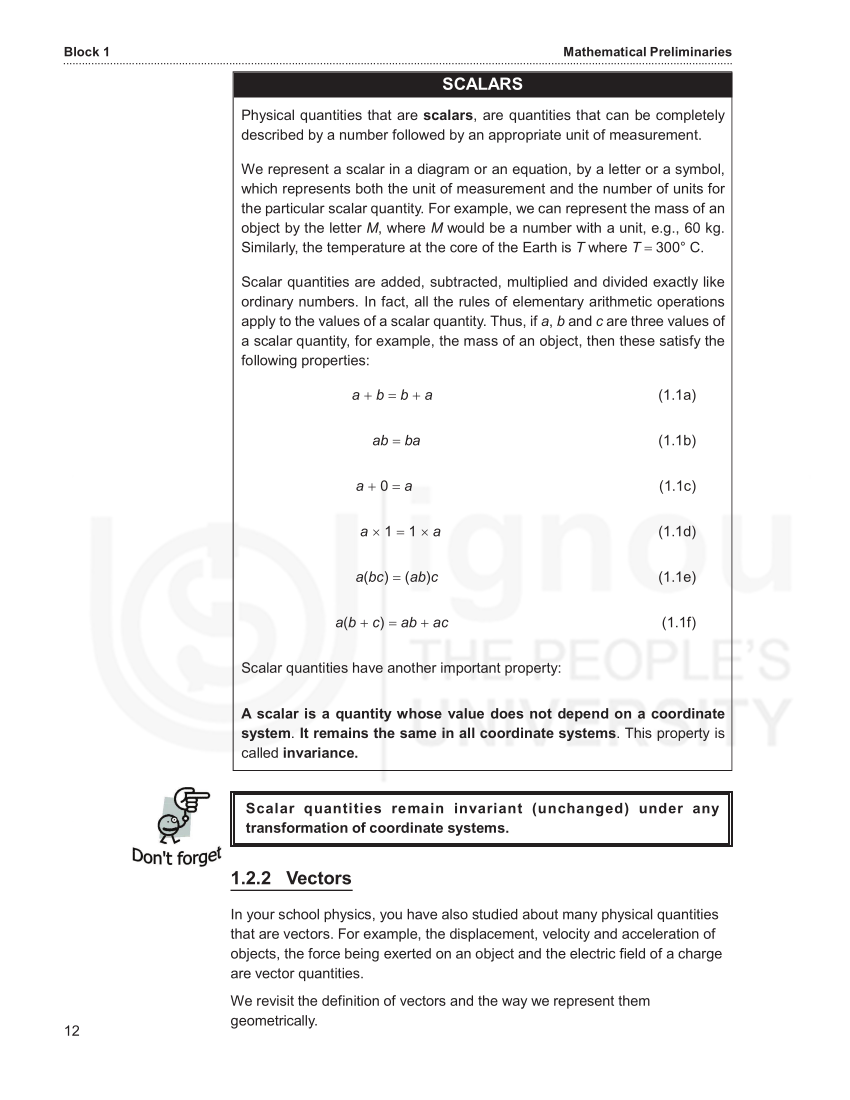 Block 1 Mathematical Preliminaries
SCALARS
Physical quantities that are scalars, are quantities that can be completely
described by a number followed by an appropriate unit of measurement.
We represent a scalar in a diagram or an equation, by a letter or a symbol,
which represents both the unit of measurement and the number of units for
the particular scalar quantity. For example, we can represent the mass of an
object by the letter M, where M would be a number with a unit, e.g., 60 kg.
Similarly, the temperature at the core of the Earth is T where T = 300° C.
Scalar quantities are added, subtracted, multiplied and divided exactly like
ordinary numbers. In fact, all the rules of elementary arithmetic operations
apply to the values of a scalar quantity. Thus, if a, b and c are three values of
a scalar quantity, for example, the mass of an object, then these satisfy the
following properties:
a + b = b + a (1.1a)
ab = ba (1.1b)
a + 0 = a (1.1c)
a × 1 = 1 × a (1.1d)
a(bc) = (ab)c (1.1e)
a(b + c) = ab + ac (1.1f)
Scalar quantities have another important property:
A scalar is a quantity whose value does not depend on a coordinate
system. It remains the same in all coordinate systems. This property is
called invariance.
ignou
THE PEOPLE'S
UNIVERSITY
Scalar quantities remain invariant (unchanged) under any
transformation of coordinate systems.
Don't forget
1.2.2 Vectors
In your school physics, you have also studied about many physical quantities
that are vectors. For example, the displacement, velocity and acceleration of
objects, the force being exerted on an object and the electric field of a charge
are vector quantities.
We revisit the definition of vectors and the way we represent them
geometrically.
12